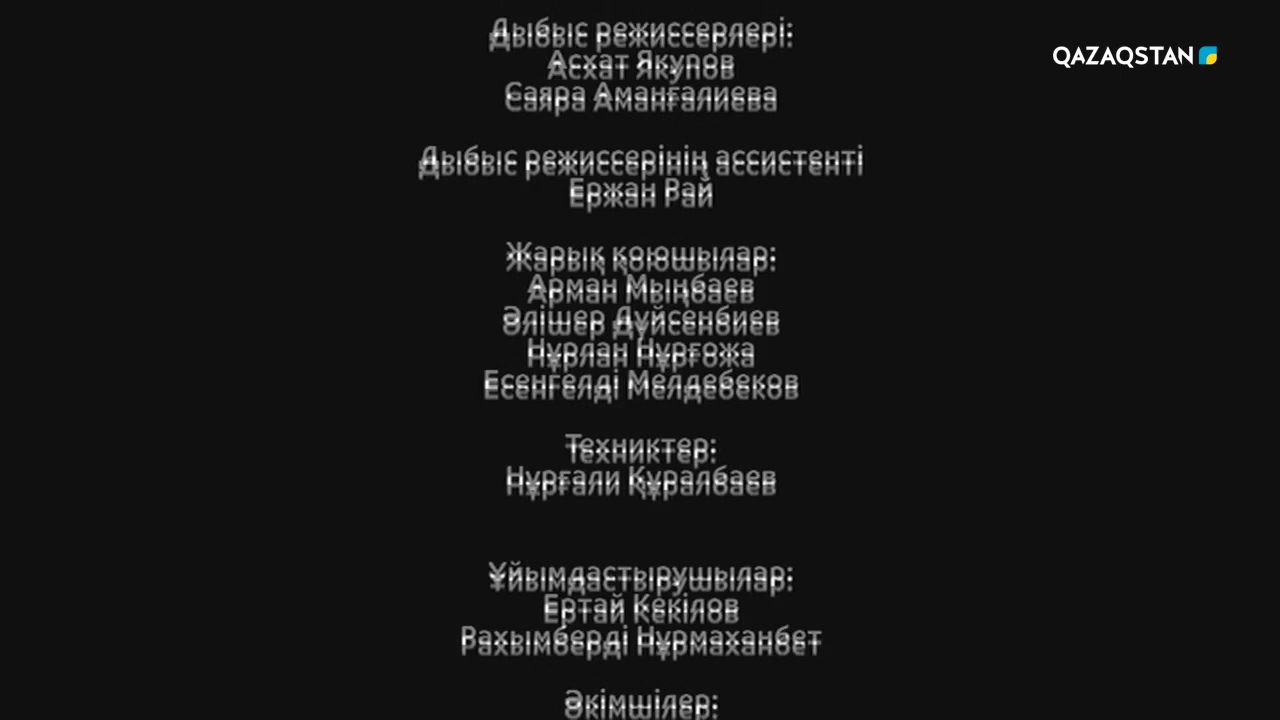 Дыбыс режиссерлері:
QAZAQSTAN
Асхат Якупов
Саяра Аманғалиева
Дыбыс режиссерінің ассистенті
Ержан Рай
Жарық қоюшылар:
Арман Мыңбаев
Әлішер Дүйсенбиев
Нұрлан Нұрғожа
Есенгелді Мелдебеков
Техниктер:
Нұрғали Құралбаев
Ұйымдастырушылар:
Ертай Кекілов
Рахымберді Нұрмаханбет
Әкімшілер: